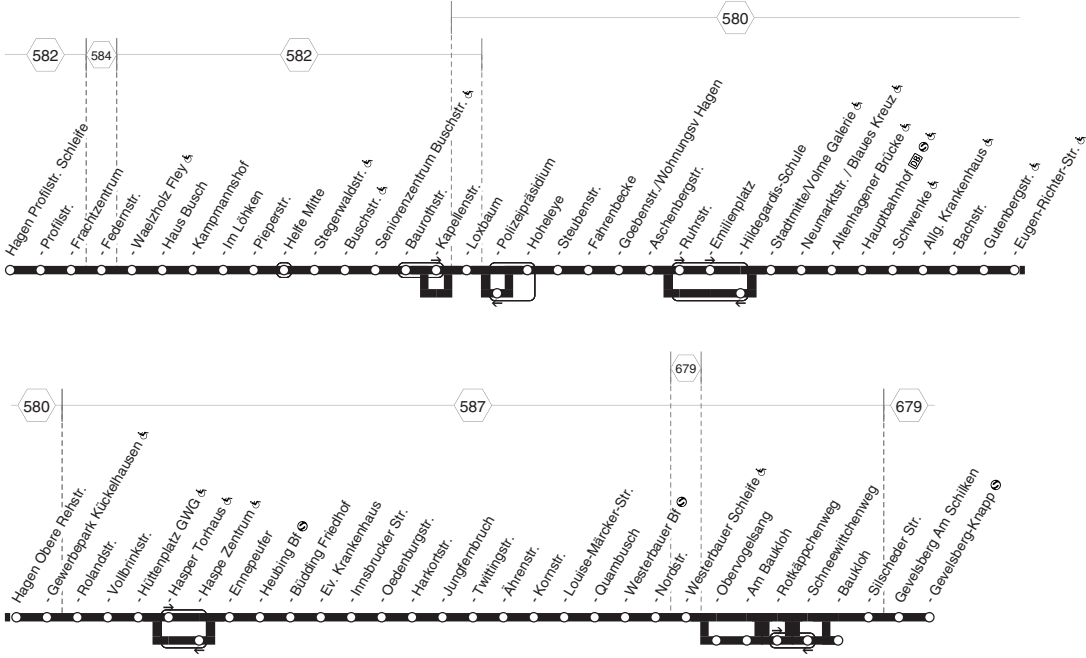 580
582
584
582
Hagen Profilstr. Schleife
- Profilstr.
- Frachtzentrum
- Federnstr.
- Waelzholz Fley
- Haus Busch
- Kampmannshof
- Im Löhken
- Pieperstr.
- Helfe Mitte
- Stegerwaldstr.
- Buschstr.
- Seniorenzentrum Buschstr.
- Baurothstr.
- Kapellenstr.
- Loxbaum
- Polizeipräsidium
- Höheleye
- Steubenstr.
- Fahrenbecke
- Goebenstr./Wohnungsv Hagen
- Aschenbergstr.
- Ruhrstr.
- Emilienplatz
- Hildegardis-Schule
- Stadtmitte/Volme Galerie
- Neumarktstr. / Blaues Kreuz
- Altenhagener Brücke
- Hauptbahnhof DB S
- Schwenke
- Allg. Krankenhaus
- Bachstr.
- Gutenbergstr.
- Eugen-Richter-Str.
679
580
587
679
Hagen Obere Rehstr.
- Gewerbepark Kückelhausen
- Rolandstr.
- Vollbrinkstr.
- Hüttenplatz GWG
- Hasper Torhaus
- Haspe Zentrum
- Ennepeufer
- Heubing Bf S
- Büdding Friedhof
- Ev. Krankenhaus
- Innsbrucker Str.
- Oedenburgstr.
- Harkortstr.
- Jungfernbruch
- Twittingstr.
- Ährenstr.
- Kornstr.
- Louise-Märcker-Str.
- Quambusch
- Westerbauer Bf S
- Nordstr.
- Westerbauer Schleife
- Obervogelsang
- Am Baukloh
- Rotkäppchenweg
- Schneewittchenweg
- Baukloh
- Silscheder Str.
Gevelsberg Am Schilken
- Gevelsberg-Knapp S